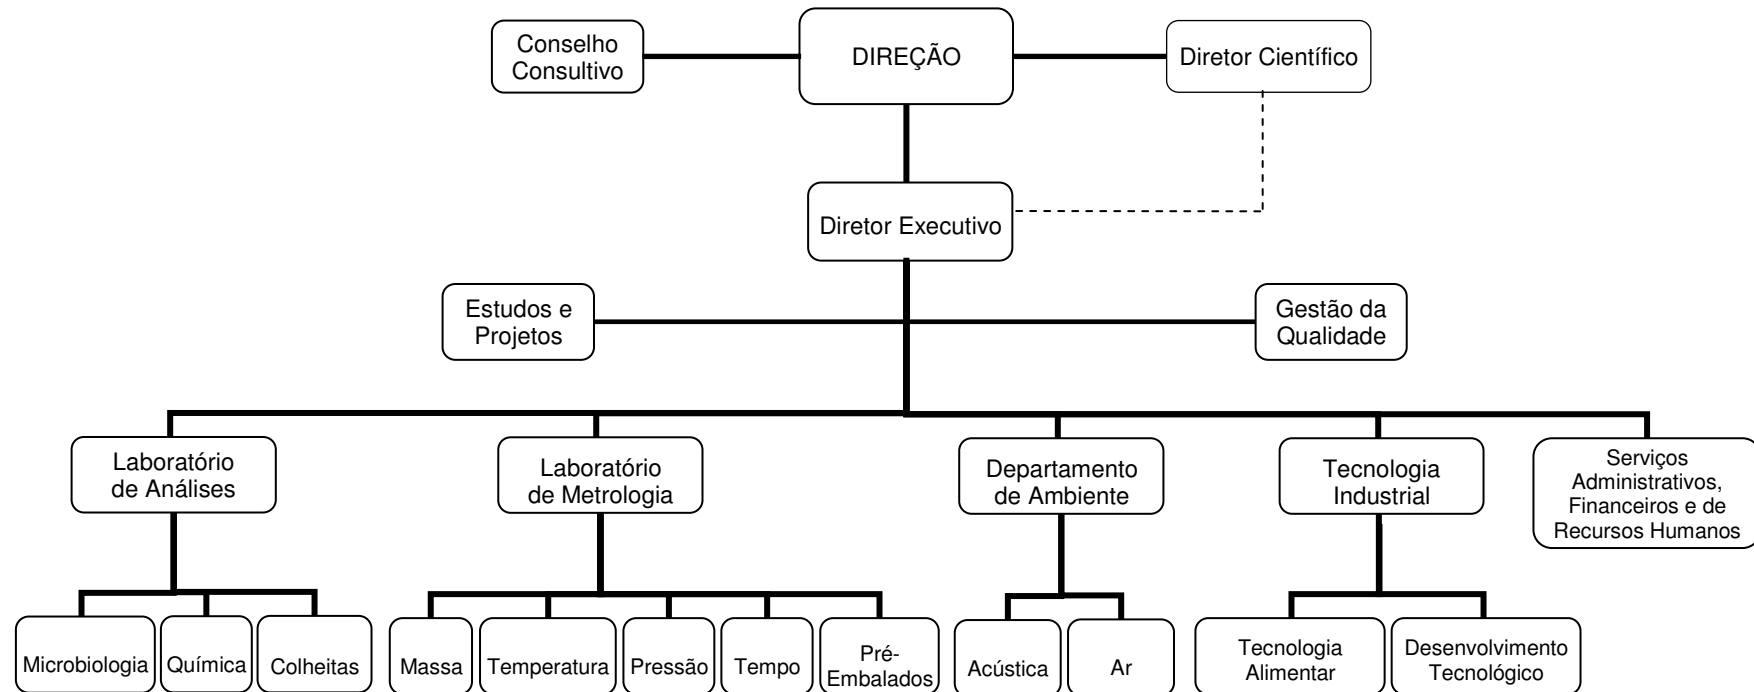 Conselho
Consultivo
DIREÇÃO
Diretor Científico
Diretor Executivo
Estudos e
Projetos
Gestão da
Qualidade
Laboratório
de Análises
Laboratório
de Metrologia
Departamento
de Ambiente
Tecnologia
Industrial
Serviços
Administrativos,
Financeiros e de
Recursos Humanos
Microbiologia
Química
Colheitas
Massa
Temperatura
Pressão
Tempo
Pré-
Embalados
Acústica
Ar
Tecnologia
Alimentar
Desenvolvimento
Tecnológico